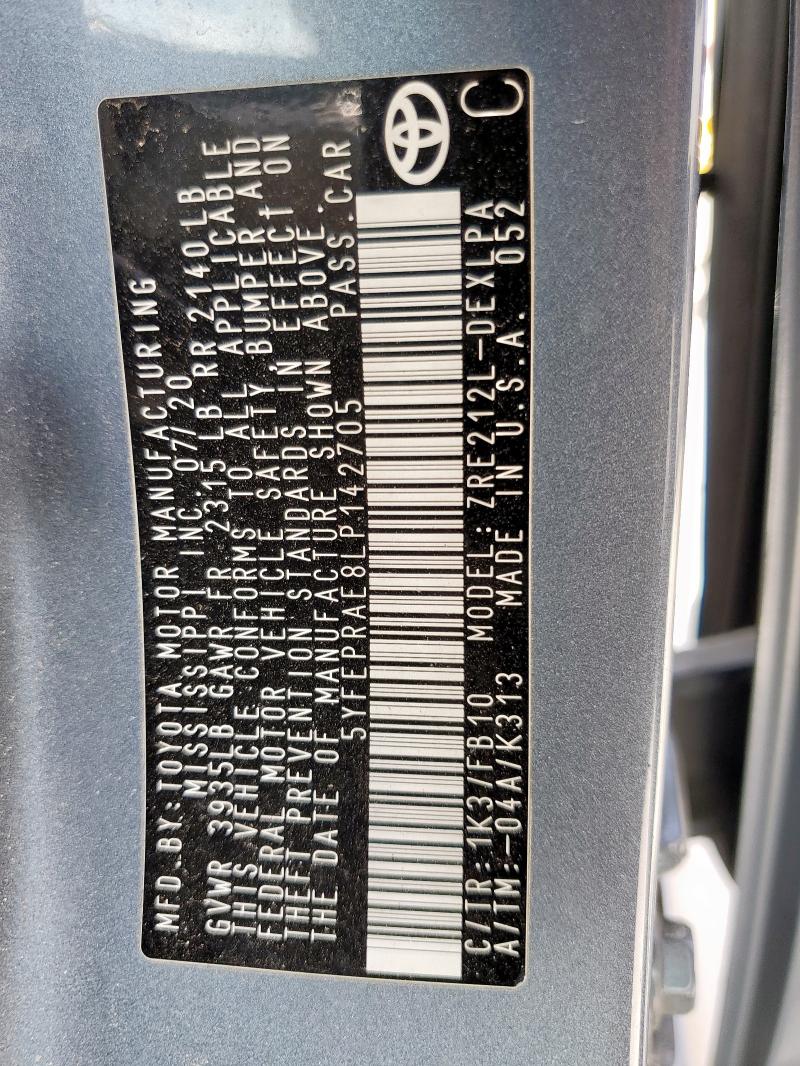 MFD.BY:TOYOTA MOTOR MANUFACTURING
MISSISSIPPI INC. 07/20
GVWR 3935LB GAWR FR 2315 LB RR 2140LB
THIS VEHICLE CONFORMS TO ALL APPLICABLE
FEDERAL MOTOR VEHICLE SAFETY, BUMPER AND
THEFT PREVENTION STANDARDS IN EFFECT ON
THE DATE OF MANUFACTURE SHOWN ABOVE.
5YFEPRAE8LP142705 PASS.CAR
C/TR: 1K3/FB10 MODEL: ZRE212L-DEXLPA
A/TM: -04A/K313 MADE IN U.S.A. 052
C